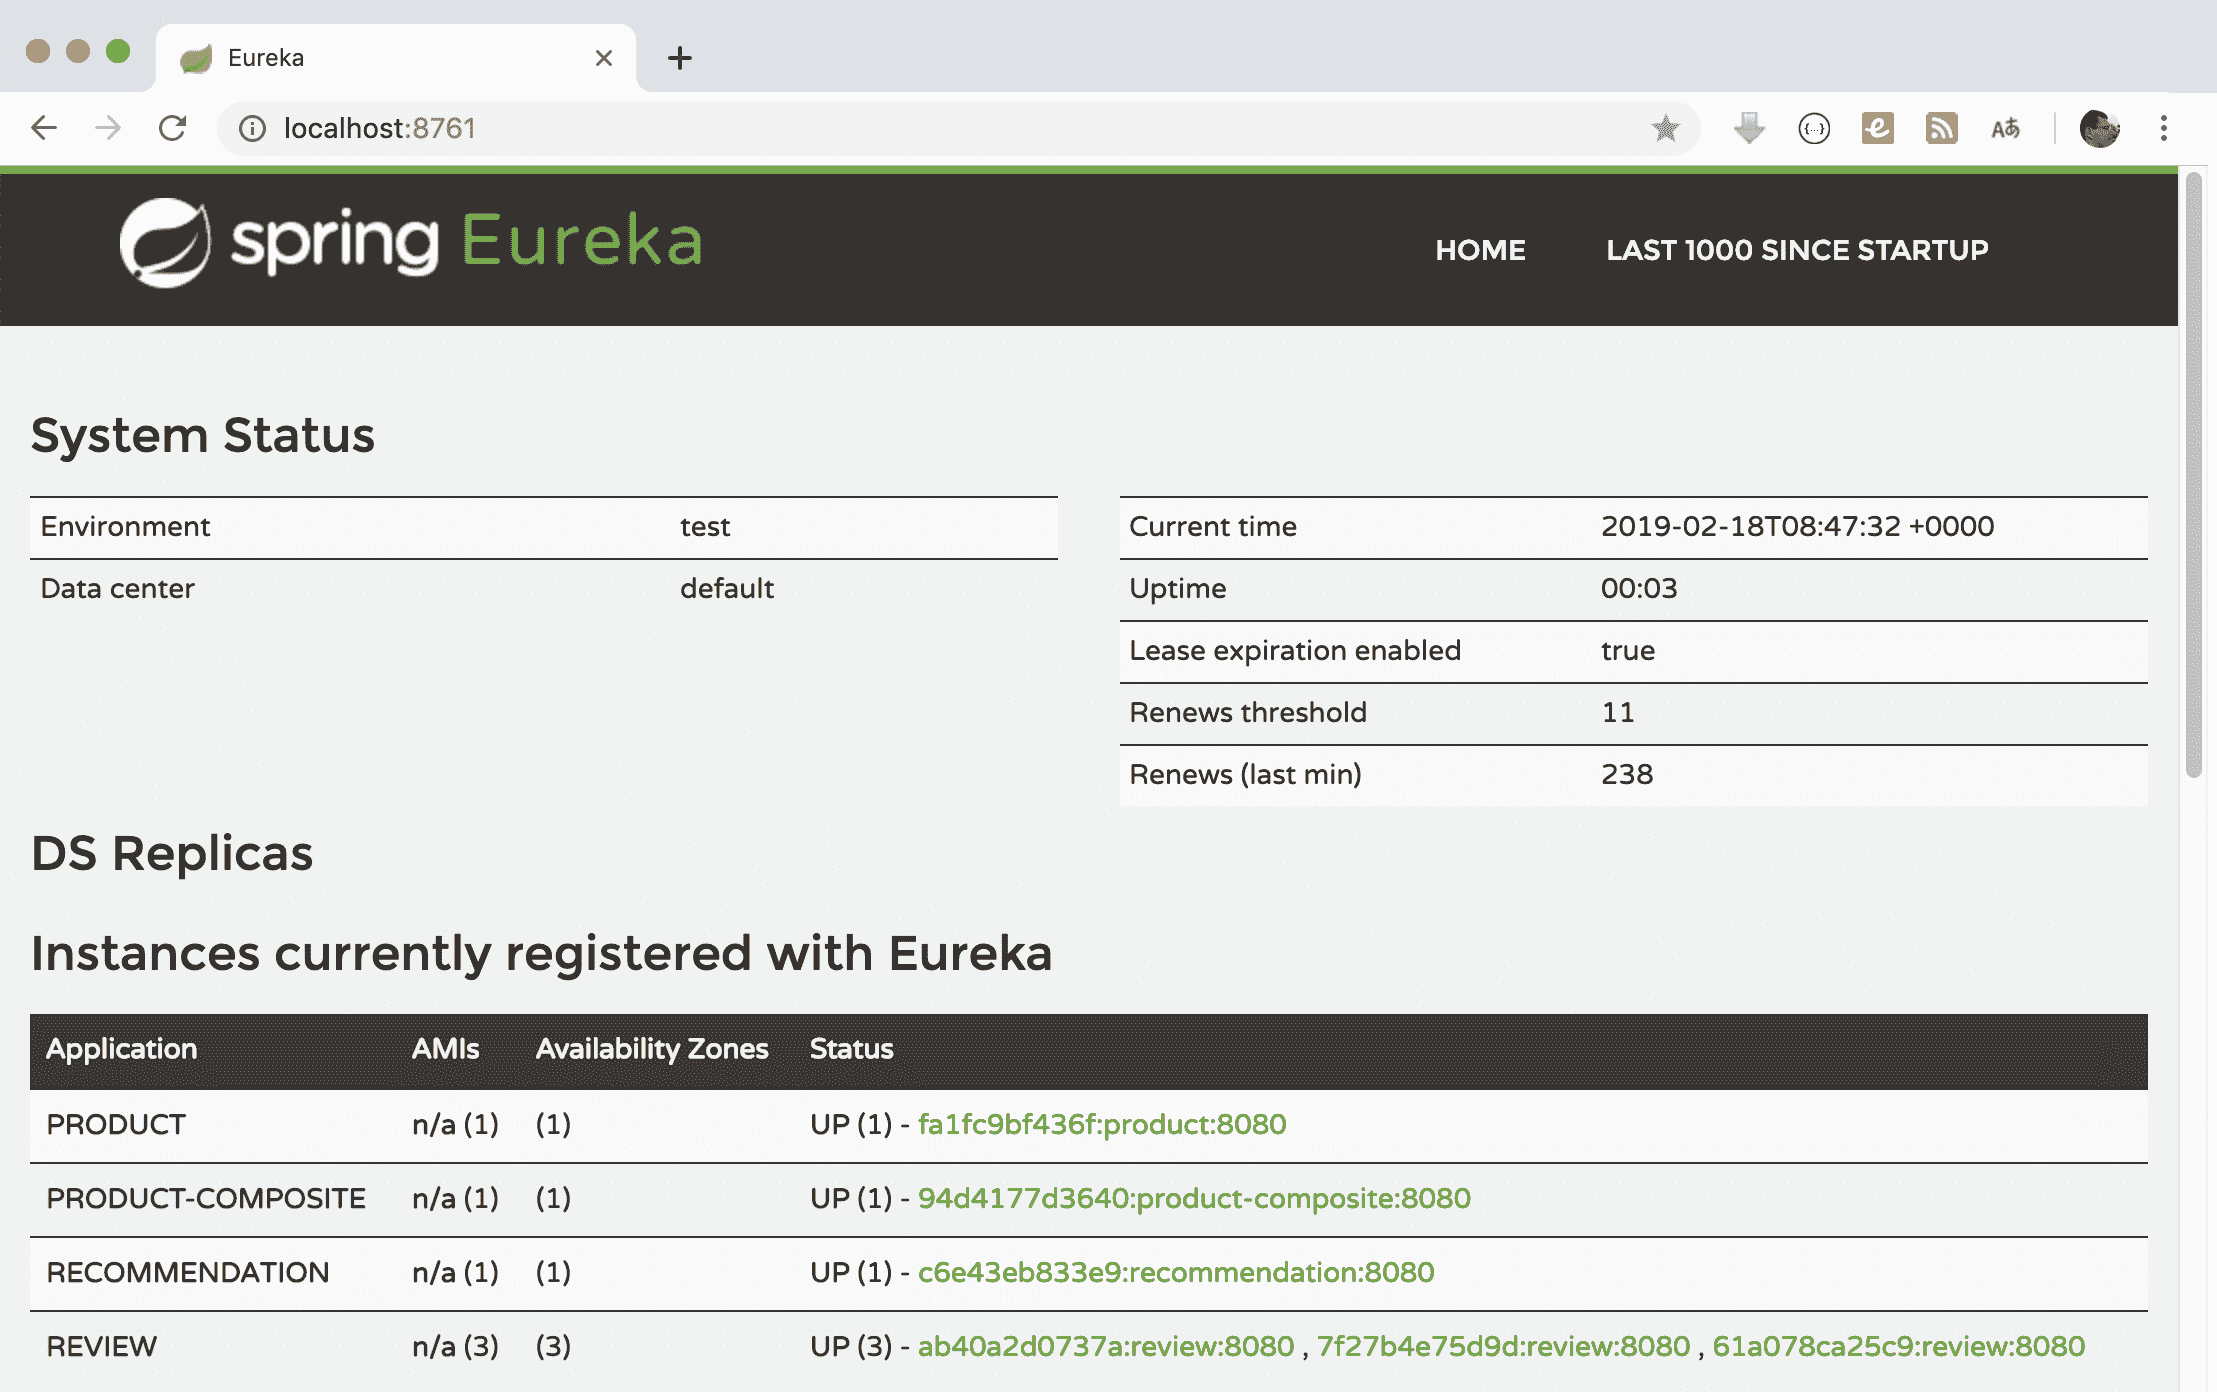 Eureka
localhost:8761
{...} e Aあ
spring Eureka HOME LAST 1000 SINCE STARTUP
System Status
Environment test
Data center default
Current time 2019-02-18T08:47:32 +0000
Uptime 00:03
Lease expiration enabled true
Renews threshold 11
Renews (last min) 238
DS Replicas
Instances currently registered with Eureka
Application AMIs Availability Zones Status
PRODUCT n/a (1) (1) UP (1) - fa1fc9bf436f:product:8080
PRODUCT-COMPOSITE n/a (1) (1) UP (1) - 94d4177d3640:product-composite:8080
RECOMMENDATION n/a (1) (1) UP (1) - c6e43eb833e9:recommendation:8080
REVIEW n/a (3) (3) UP (3) - ab40a2d0737a:review:8080 , 7f27b4e75d9d:review:8080 , 61a078ca25c9:review:8080